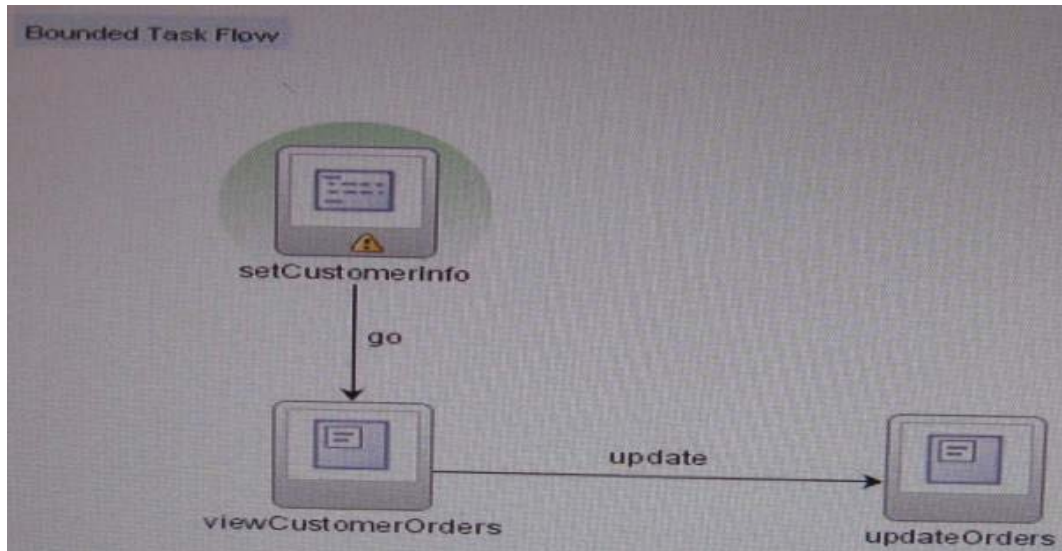 Bounded Task Flow
setCustomerInfo
go
viewCustomerOrders
update
updateOrders